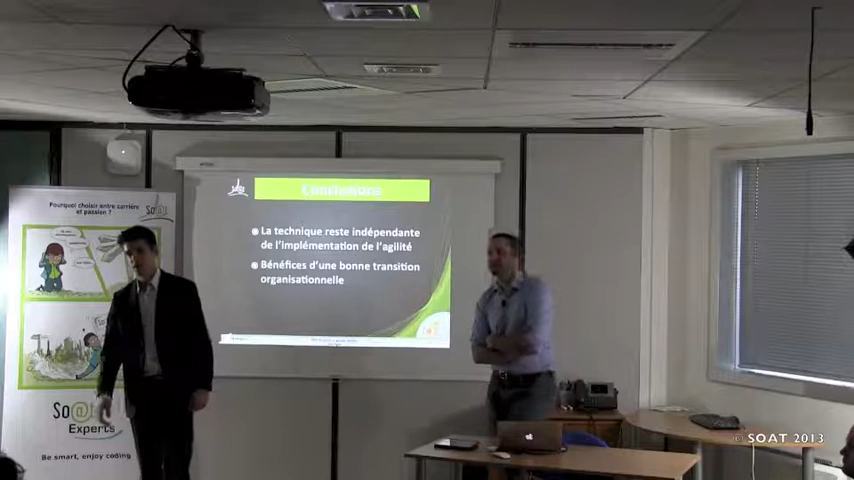 Pourquoi choisir entre carrière
et passion ?
Conclusions
La technique reste indépendante
de l'implémentation de l'agilité
Bénéfices d'une bonne transition
organisationnelle
So@t
Experts
Be smart, enjoy coding
© SOAT 2013